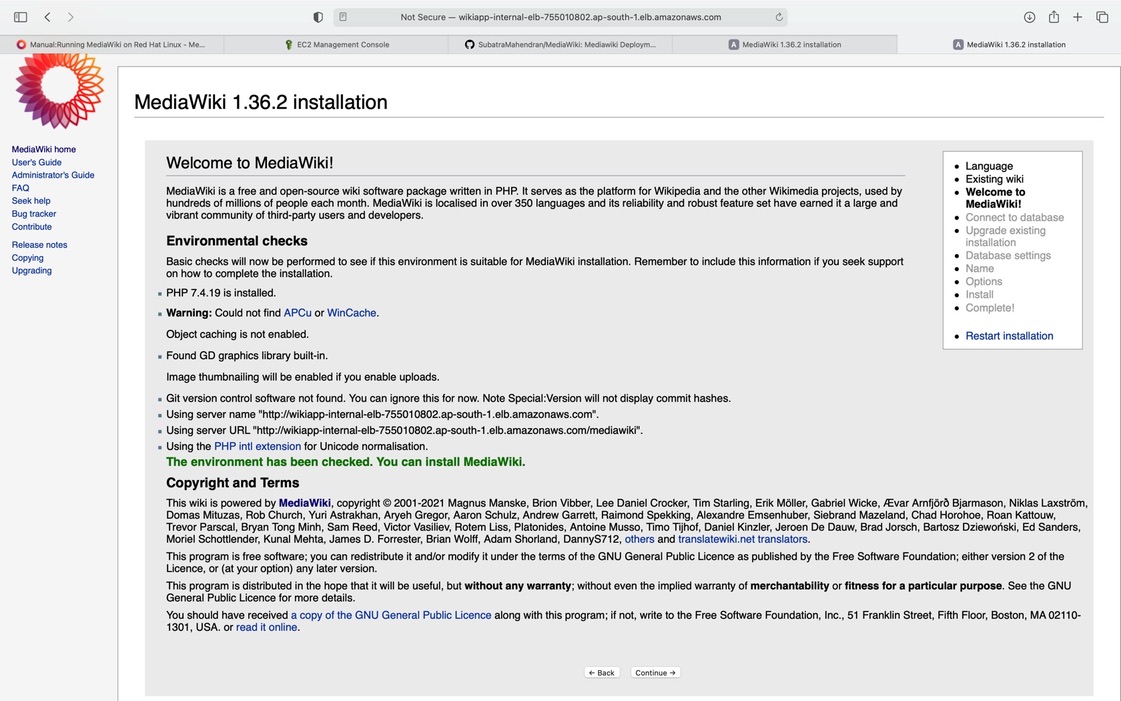 Not Secure — wikiapp-internal-elb-755010802.ap-south-1.elb.amazonaws.com
Manual:Running MediaWiki on Red Hat Linux - Me...
EC2 Management Console
SubatraMahendran/MediaWiki: Mediawiki Deploym...
MediaWiki 1.36.2 installation
MediaWiki 1.36.2 installation
MediaWiki home
User's Guide
Administrator's Guide
FAQ
Seek help
Bug tracker
Contribute
Release notes
Copying
Upgrading
MediaWiki 1.36.2 installation
Welcome to MediaWiki!
MediaWiki is a free and open-source wiki software package written in PHP. It serves as the platform for Wikipedia and the other Wikimedia projects, used by
hundreds of millions of people each month. MediaWiki is localised in over 350 languages and its reliability and robust feature set have earned it a large and
vibrant community of third-party users and developers.
Environmental checks
Basic checks will now be performed to see if this environment is suitable for MediaWiki installation. Remember to include this information if you seek support
on how to complete the installation.
PHP 7.4.19 is installed.
Warning: Could not find APCu or WinCache.
Object caching is not enabled.
Found GD graphics library built-in.
Image thumbnailing will be enabled if you enable uploads.
Git version control software not found. You can ignore this for now. Note Special:Version will not display commit hashes.
Using server name "http://wikiapp-internal-elb-755010802.ap-south-1.elb.amazonaws.com".
Using server URL "http://wikiapp-internal-elb-755010802.ap-south-1.elb.amazonaws.com/mediawiki".
Using the PHP intl extension for Unicode normalisation.
The environment has been checked. You can install MediaWiki.
Copyright and Terms
This wiki is powered by MediaWiki, copyright © 2001-2021 Magnus Manske, Brion Vibber, Lee Daniel Crocker, Tim Starling, Erik Möller, Gabriel Wicke, Ævar Arnfjörð Bjarmason, Niklas Laxström,
Domas Mituzas, Rob Church, Yuri Astrakhan, Aryeh Gregor, Aaron Schulz, Andrew Garrett, Raimond Spekking, Alexandre Emsenhuber, Siebrand Mazeland, Chad Horohoe, Roan Kattouw,
Trevor Parscal, Bryan Tong Minh, Sam Reed, Victor Vasiliev, Rotem Liss, Platonides, Antoine Musso, Timo Tijhof, Daniel Kinzler, Jeroen De Dauw, Brad Jorsch, Bartosz Dziewoński, Ed Sanders,
Moriel Schottlender, Kunal Mehta, James D. Forrester, Brian Wolff, Adam Shorland, DannyS712, others and translatewiki.net translators.
This program is free software; you can redistribute it and/or modify it under the terms of the GNU General Public Licence as published by the Free Software Foundation; either version 2 of the
Licence, or (at your option) any later version.
This program is distributed in the hope that it will be useful, but without any warranty; without even the implied warranty of merchantability or fitness for a particular purpose. See the GNU
General Public Licence for more details.
You should have received a copy of the GNU General Public Licence along with this program; if not, write to the Free Software Foundation, Inc., 51 Franklin Street, Fifth Floor, Boston, MA 02110-
1301, USA. or read it online.
← Back
Continue →
Language
Existing wiki
Welcome to
MediaWiki!
Connect to database
Upgrade existing
installation
Database settings
Name
Options
Install
Complete!
Restart installation